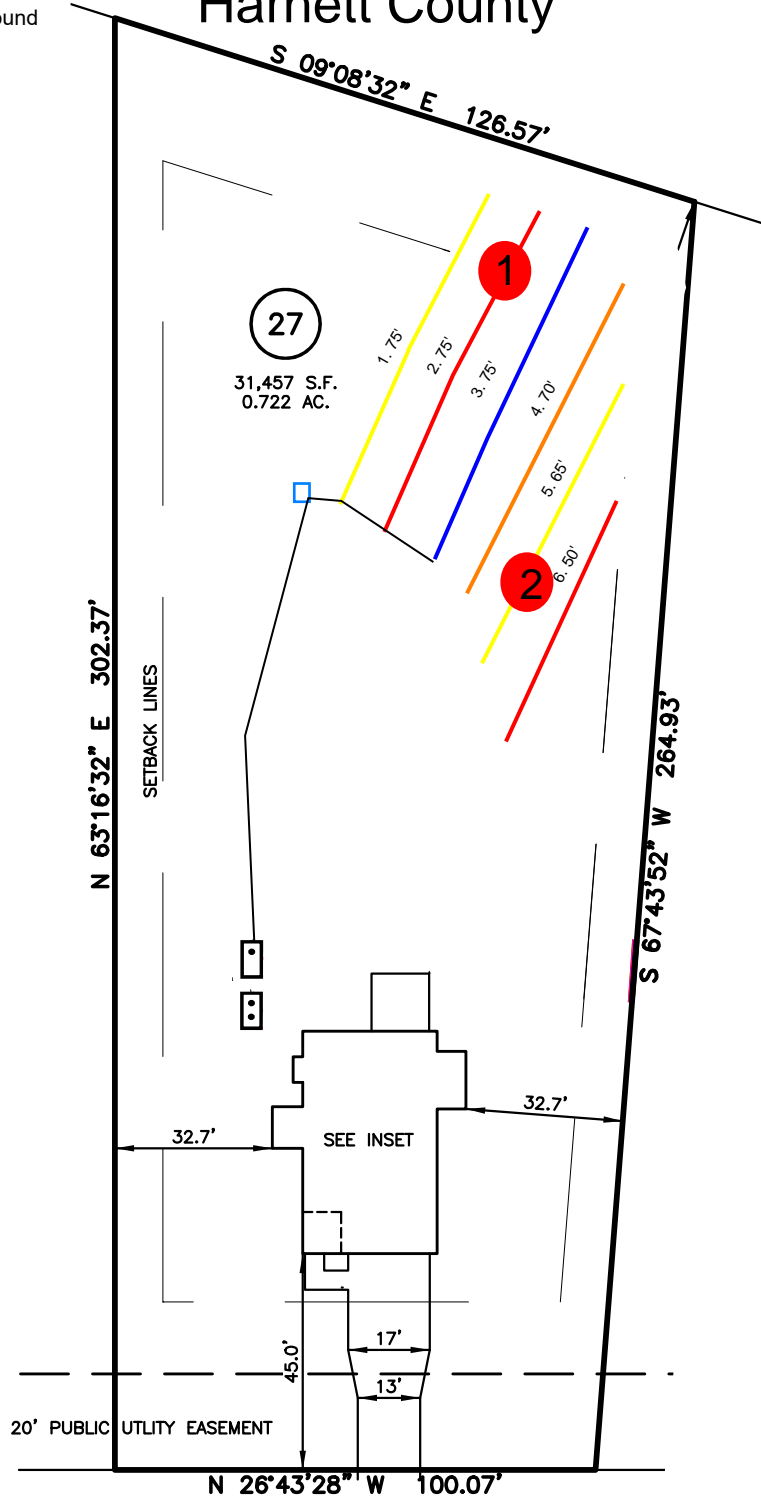 ound
Harnett County
S 09°08'32" E 126.57'
1
27
31,457 S.F.
0.722 AC.
1. 75'
2. 75'
3. 75'
4. 70'
5. 65'
6. 50'
2
N 63°16'32" E 302.37'
SETBACK LINES
S 67°43'52" W 264.93'
32.7'
32.7'
SEE INSET
45.0'
17'
13'
20' PUBLIC UTLITY EASEMENT
N 26°43'28" W 100.07'